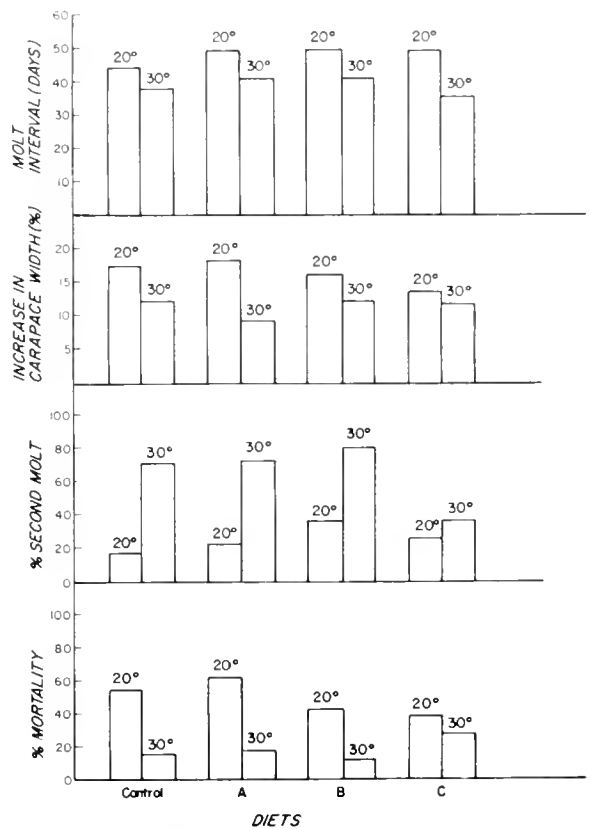 MOLT
INTERVAL (DAYS)
60
50
40
30
20
10
20° 30° 20° 30° 20° 30° 20° 30°
INCREASE IN
CARAPACE WIDTH (%)
20
15
10
5
20° 30° 20° 30° 20° 30° 20° 30°
% SECOND MOLT
100
80
60
40
20
0
20° 30° 20° 30° 20° 30° 20° 30°
% MORTALITY
100
80
60
40
20
0
20° 30° 20° 30° 20° 30° 20° 30°
Control A B C
DIETS